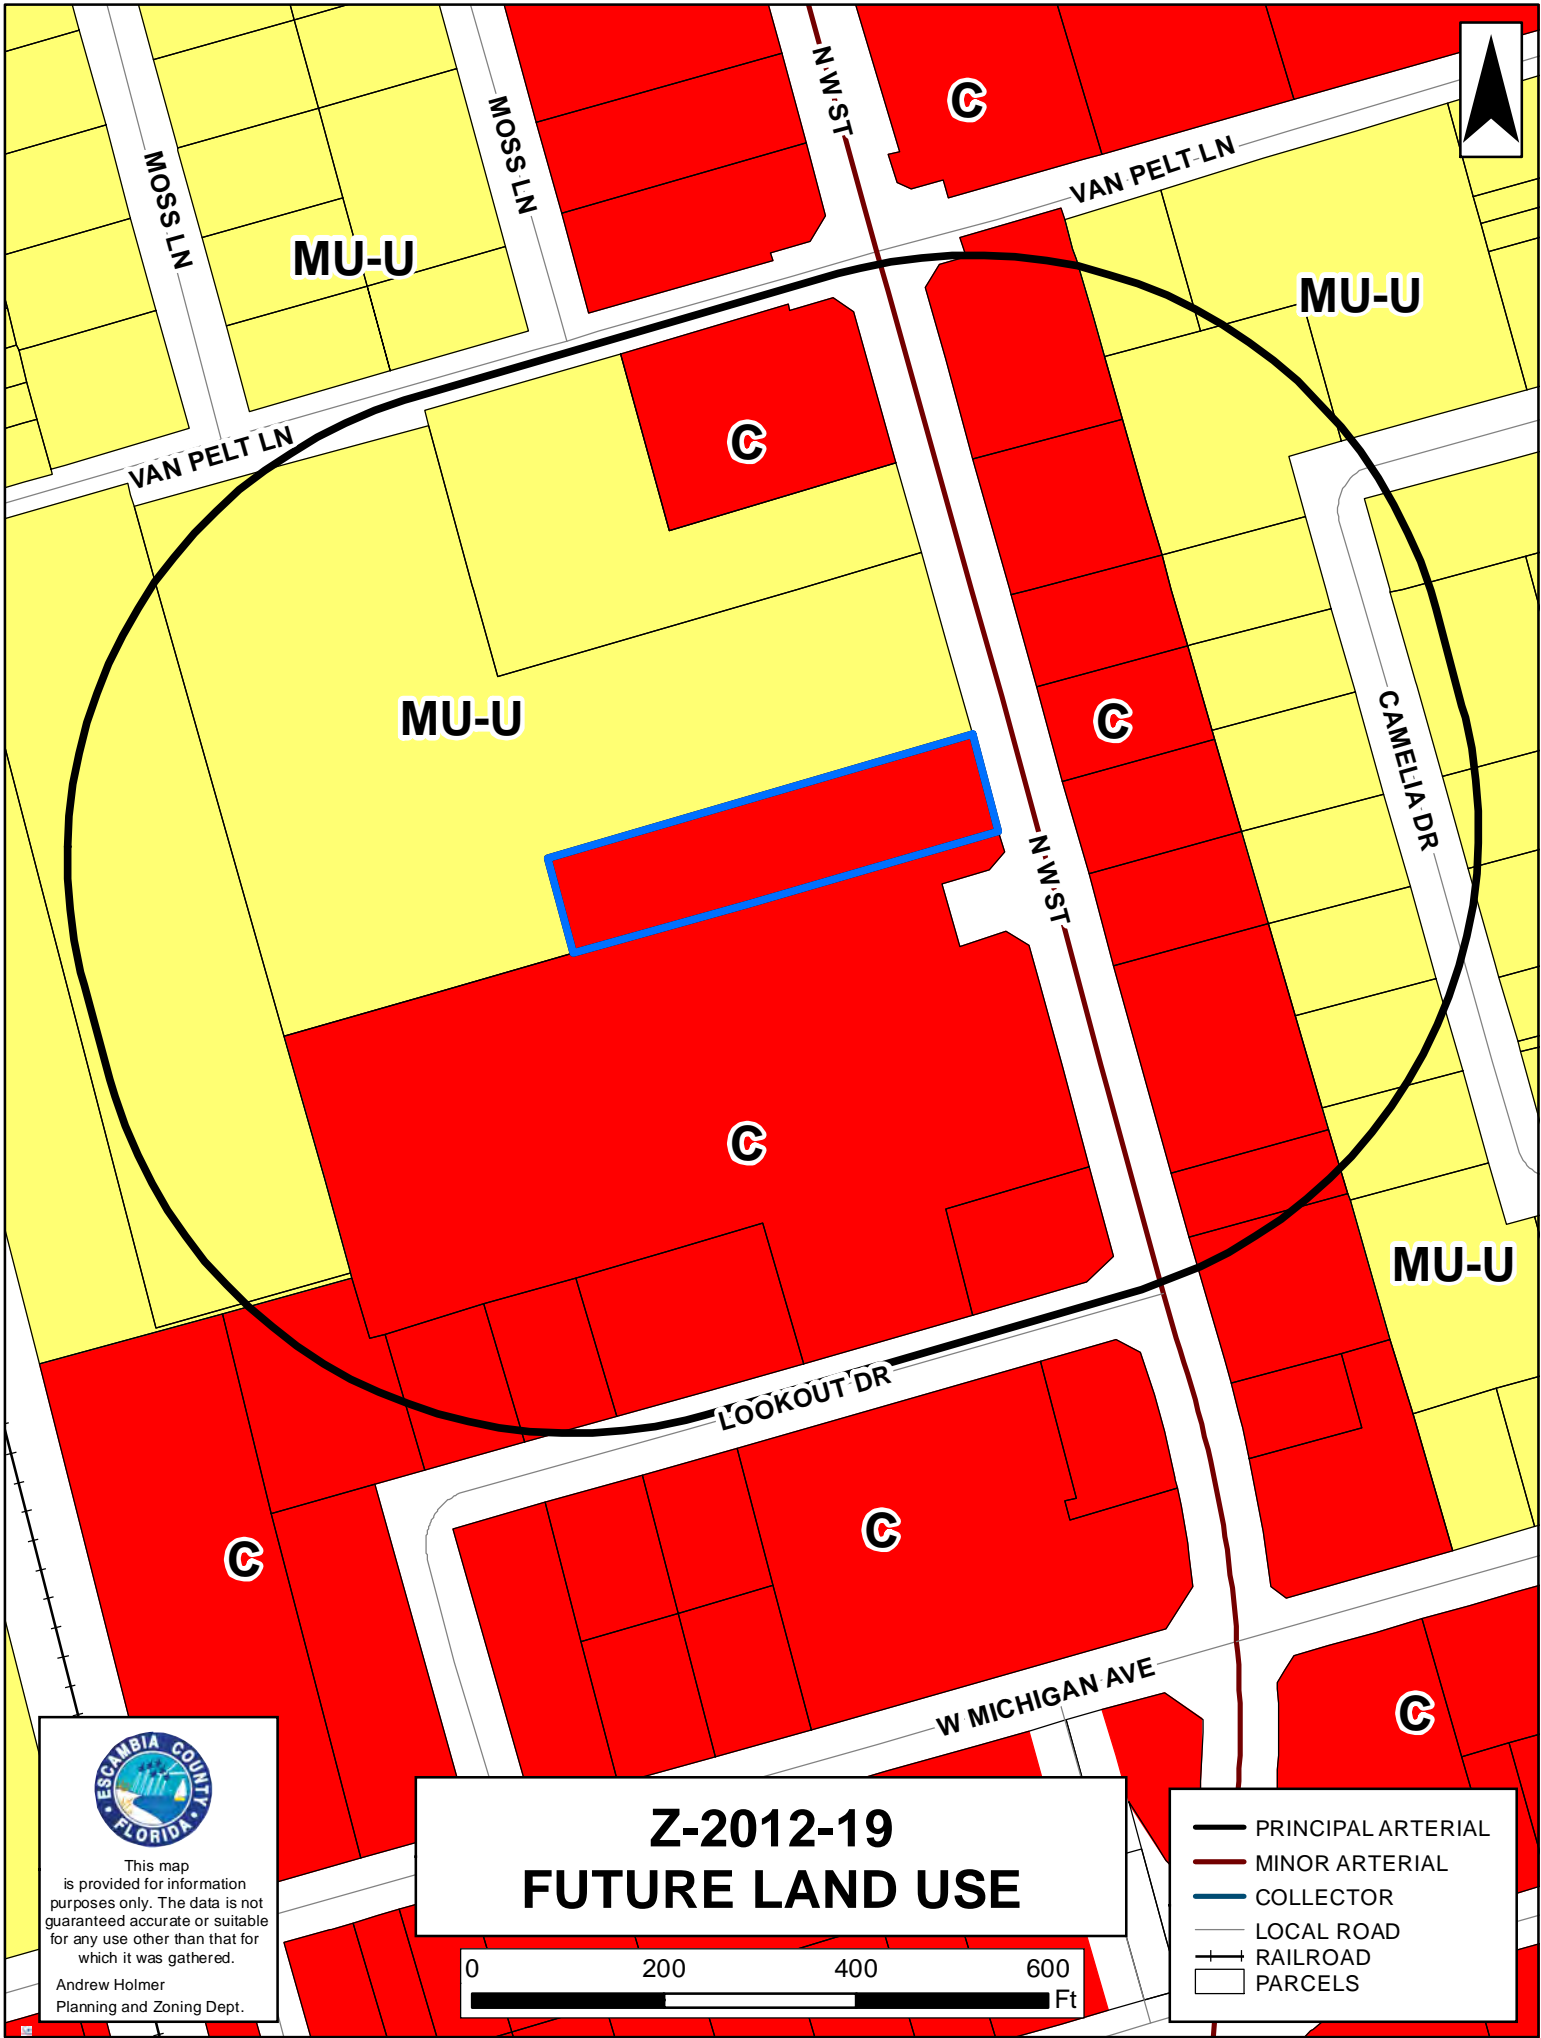 N W ST
C
MOSS LN
MOSS LN
VAN PELT LN
MU-U
MU-U
C
VAN PELT LN
MU-U
C
CAMELIA DR
N W ST
C
MU-U
LOOKOUT DR
C
C
W MICHIGAN AVE
C
ESCAMBIA COUNTY
FLORIDA
This map
is provided for information
purposes only. The data is not
guaranteed accurate or suitable
for any use other than that for
which it was gathered.
Andrew Holmer
Planning and Zoning Dept.
Z-2012-19
FUTURE LAND USE
0 200 400 600
Ft
PRINCIPAL ARTERIAL
MINOR ARTERIAL
COLLECTOR
LOCAL ROAD
RAILROAD
PARCELS